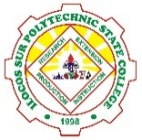 ILOCOS SUR POLYTECHNIC STATE COLLEGE
RESEARCH
EXTENSION
PRODUCTION
INSTRUCTION
1998